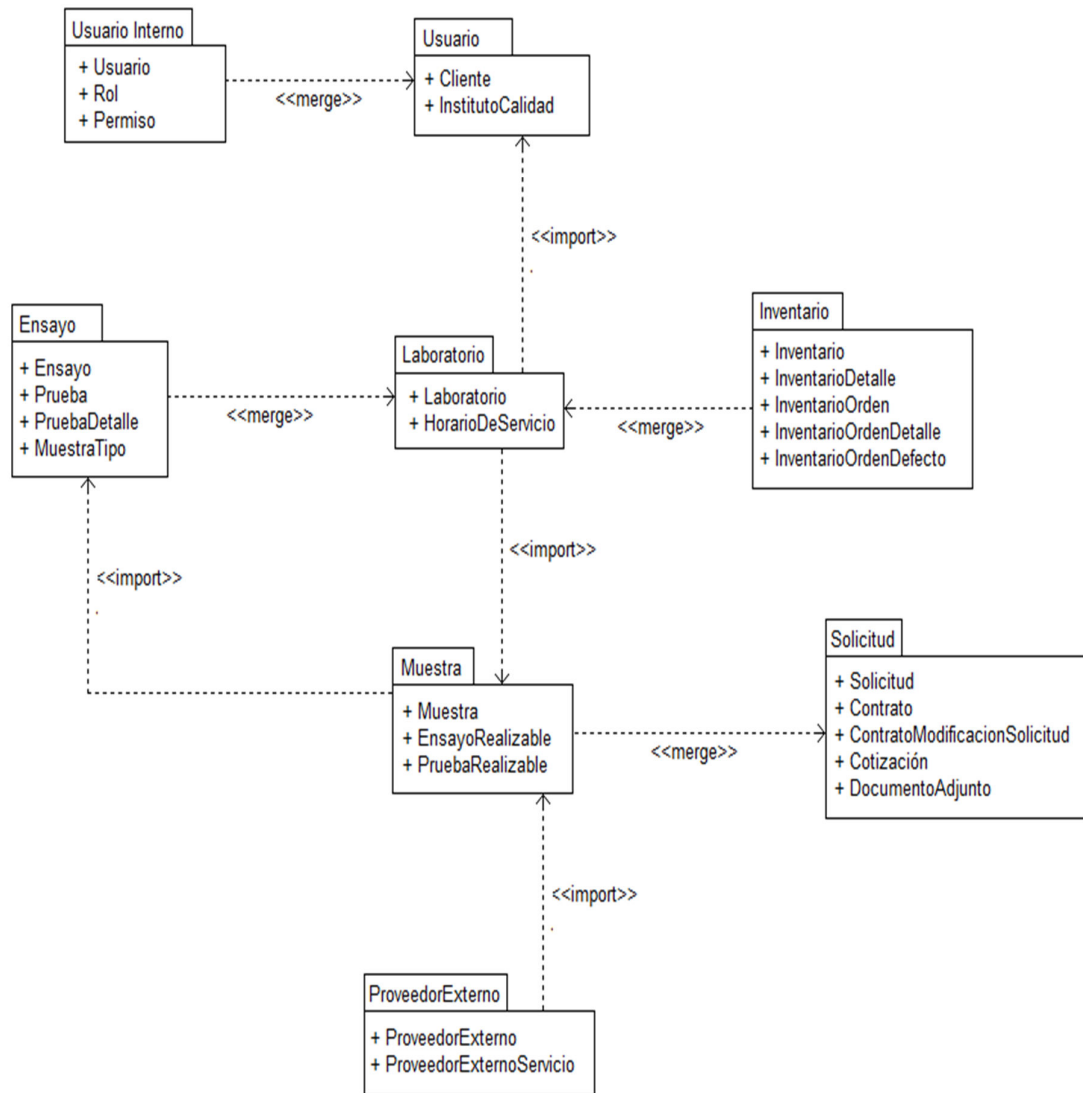 Usuario Interno
+ Usuario
+ Rol
+ Permiso
<<merge>>
Usuario
+ Cliente
+ InstitutoCalidad
<<import>>
Ensayo
+ Ensayo
+ Prueba
+ PruebaDetalle
+ MuestraTipo
<<merge>>
Laboratorio
+ Laboratorio
+ HorarioDeServicio
<<merge>>
Inventario
+ Inventario
+ InventarioDetalle
+ InventarioOrden
+ InventarioOrdenDetalle
+ InventarioOrdenDefecto
<<import>>
<<import>>
Muestra
+ Muestra
+ EnsayoRealizable
+ PruebaRealizable
<<merge>>
Solicitud
+ Solicitud
+ Contrato
+ ContratoModificacionSolicitud
+ Cotización
+ DocumentoAdjunto
<<import>>
ProveedorExterno
+ ProveedorExterno
+ ProveedorExternoServicio